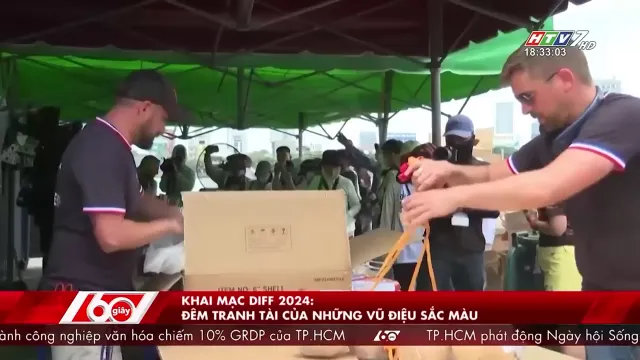 HTV7 HD
18:33:03
ITEM NO: 6" SHELL
60 giây
KHAI MẠC DIFF 2024:
ĐÊM TRANH TÀI CỦA NHỮNG VŨ ĐIỆU SẮC MÀU
ành công nghiệp văn hóa chiếm 10% GRDP của TP.HCM TP.HCM phát động Ngày hội Sống